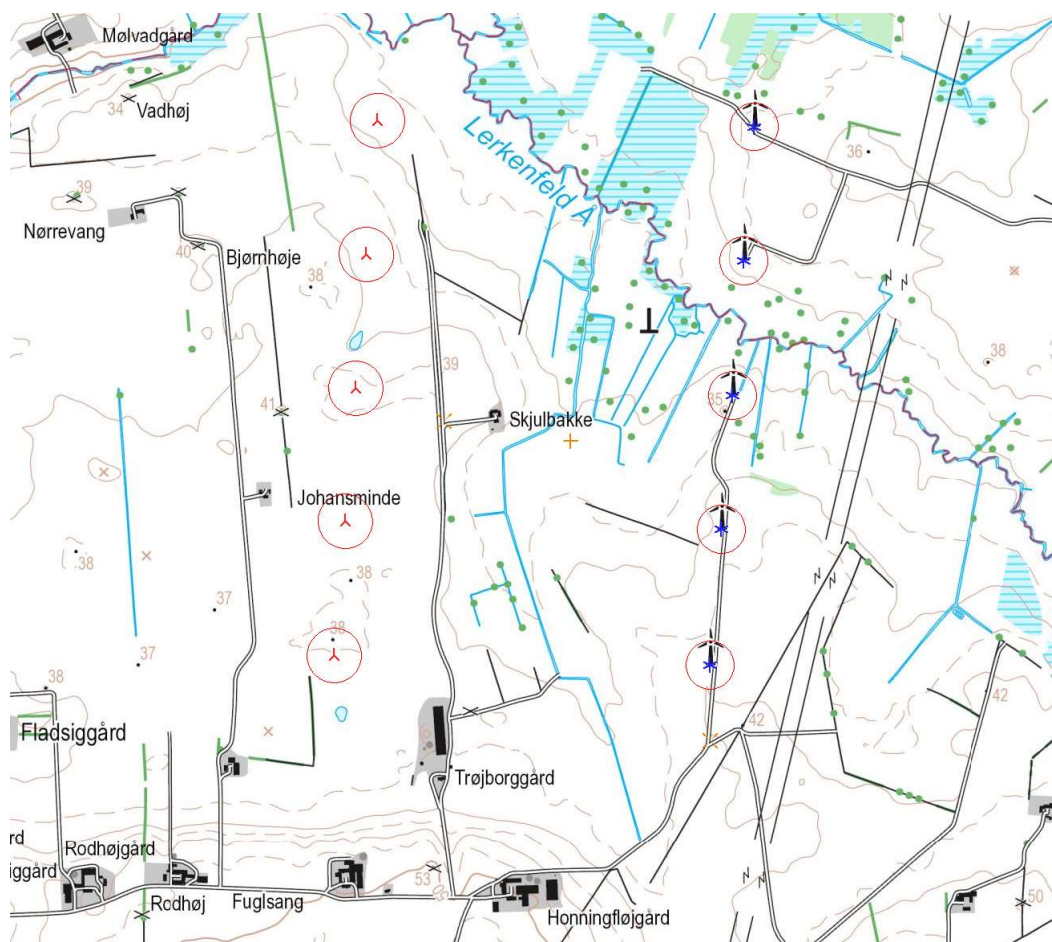 Mølvadgård
34
Vadhøj
36
39
Nørrevang
40
Bjørnhøje
38
Lerkenfeld Å
N
N
38
39
41
35
Skjulbakke
Johansminde
38
38
37
N
N
38
37
38
42
42
Fladsiggård
Trøjborggård
rd
Rodhøjgård
iggård
53
N
N
50
Rodhøj
Fuglsang
Honningfløjgård